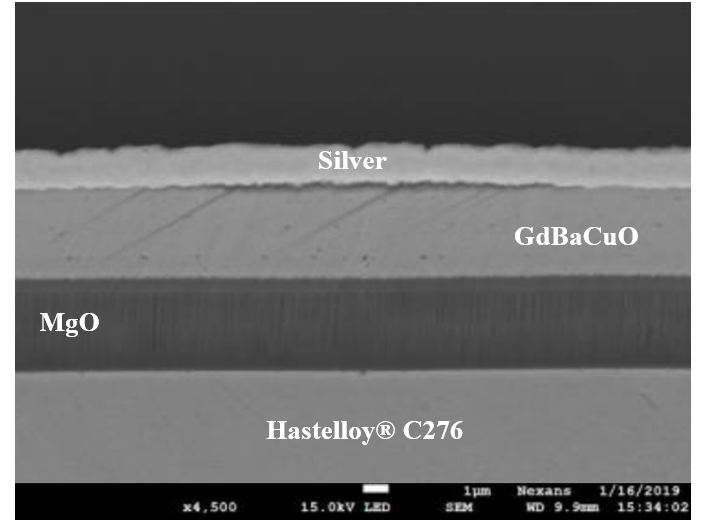 Silver
GdBaCuO
MgO
Hastelloy® C276
1µm Nexans 1/16/2019
x4,500 15.0kV LED SEM WD 9.9mm 15:34:02